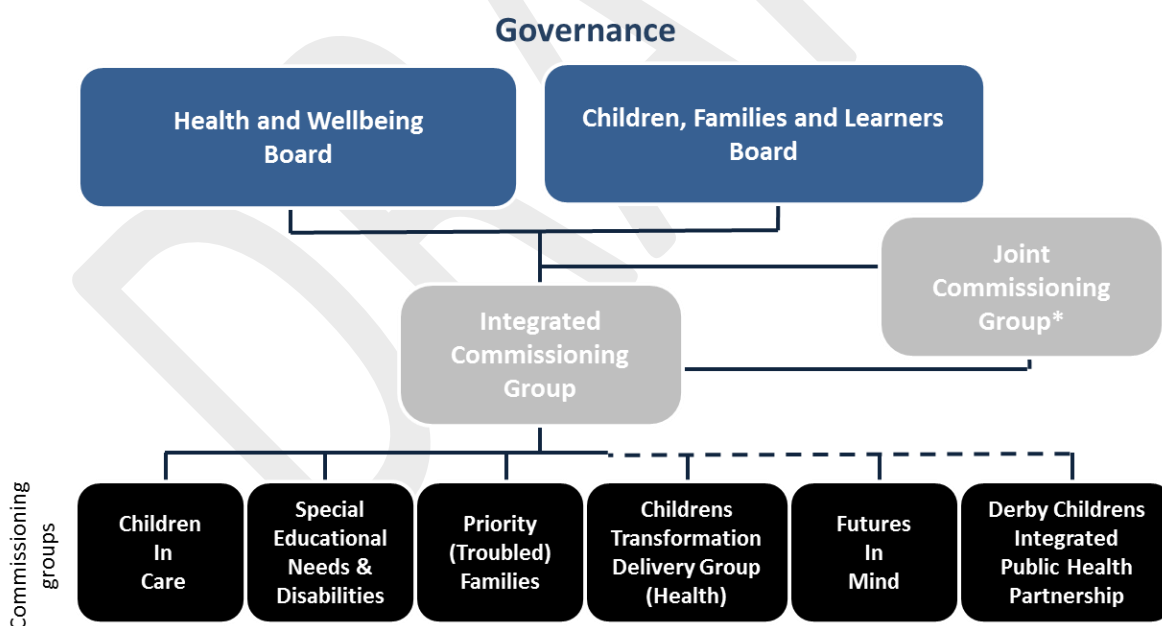 Governance
Health and Wellbeing
Board
Children, Families and Learners
Board
Joint
Commissioning
Group*
Integrated
Commissioning
Group
Commissioning
groups
Children
In
Care
Special
Educational
Needs &
Disabilities
Priority
(Troubled)
Families
Childrens
Transformation
Delivery Group
(Health)
Futures
In
Mind
Derby Childrens
Integrated
Public Health
Partnership